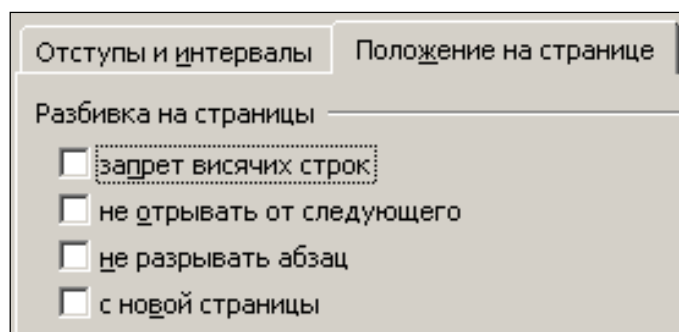 Отступы и интервалы Положение на странице
Разбивка на страницы
запрет висячих строк
не отрывать от следующего
не разрывать абзац
с новой страницы